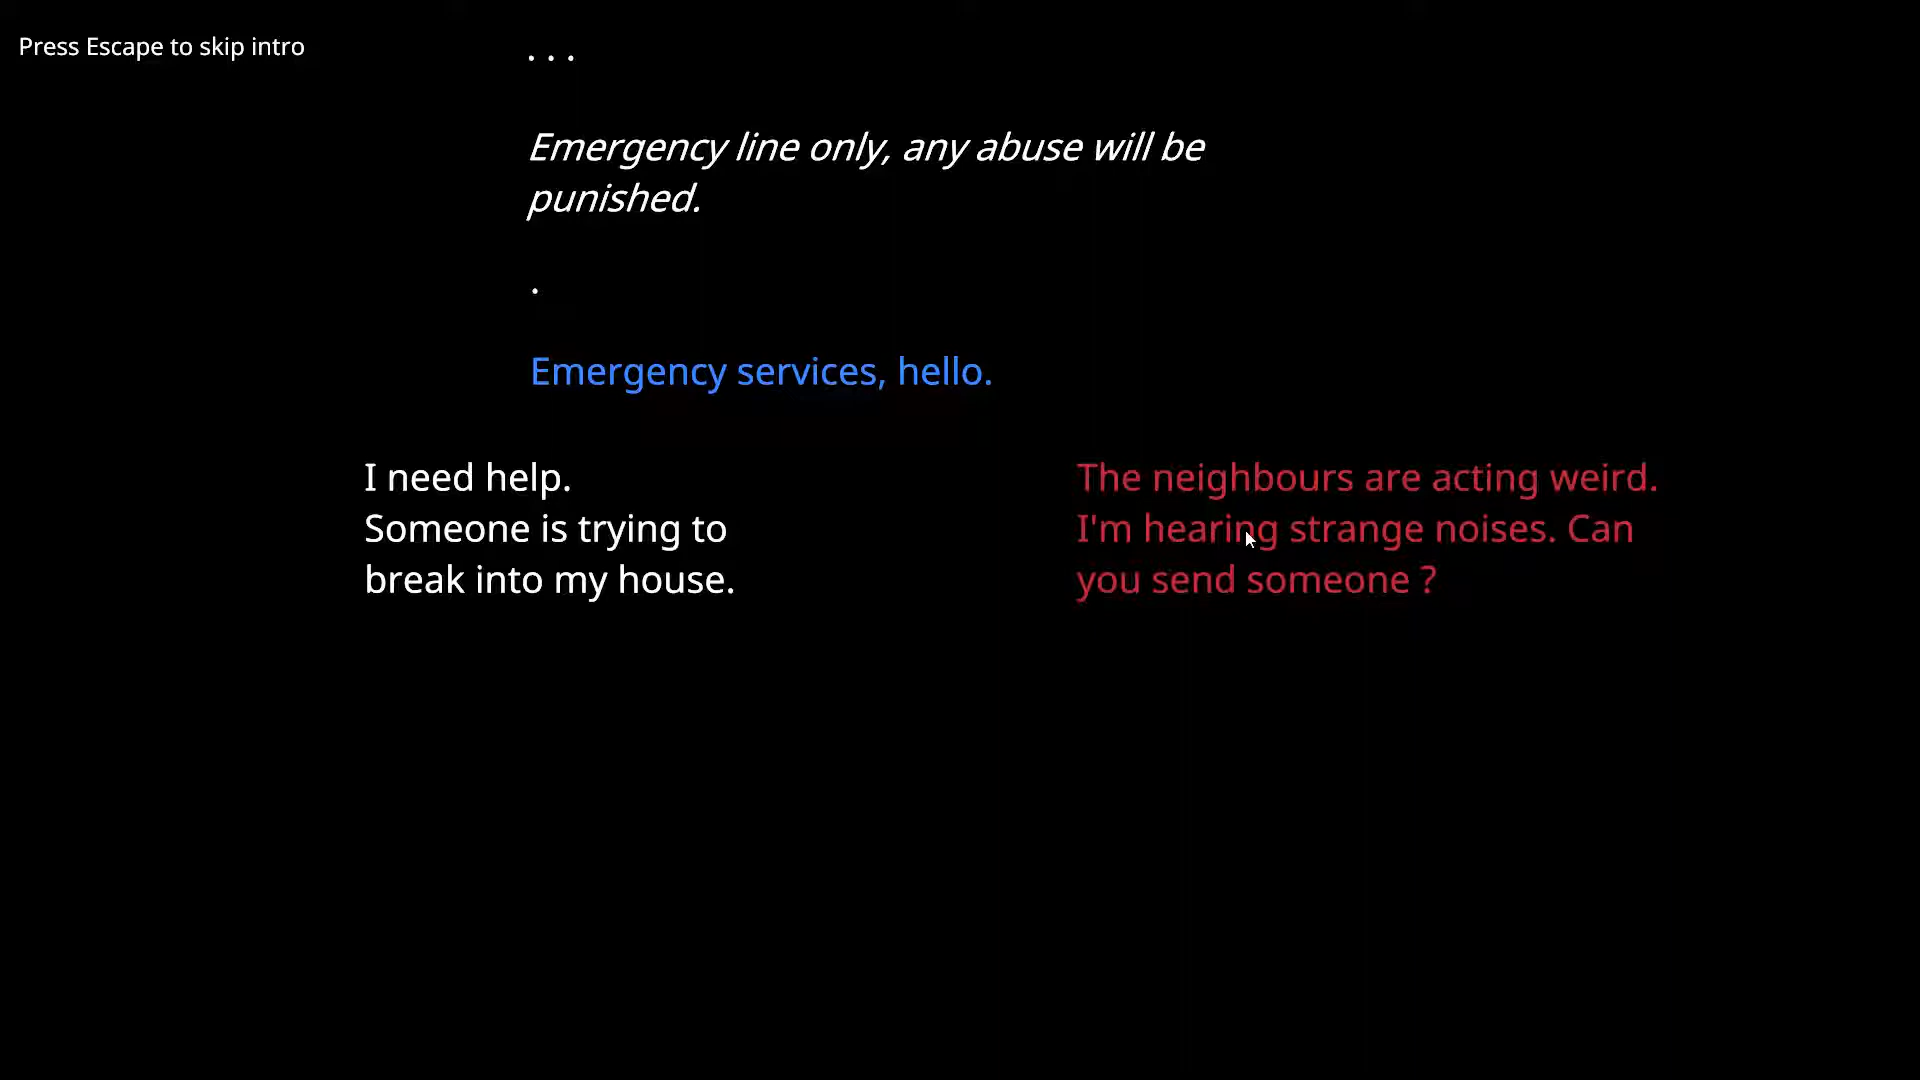 Press Escape to skip intro
. . .
Emergency line only, any abuse will be
punished.
.
Emergency services, hello.
I need help.
Someone is trying to
break into my house.
The neighbours are acting weird.
I'm hearing strange noises. Can
you send someone ?